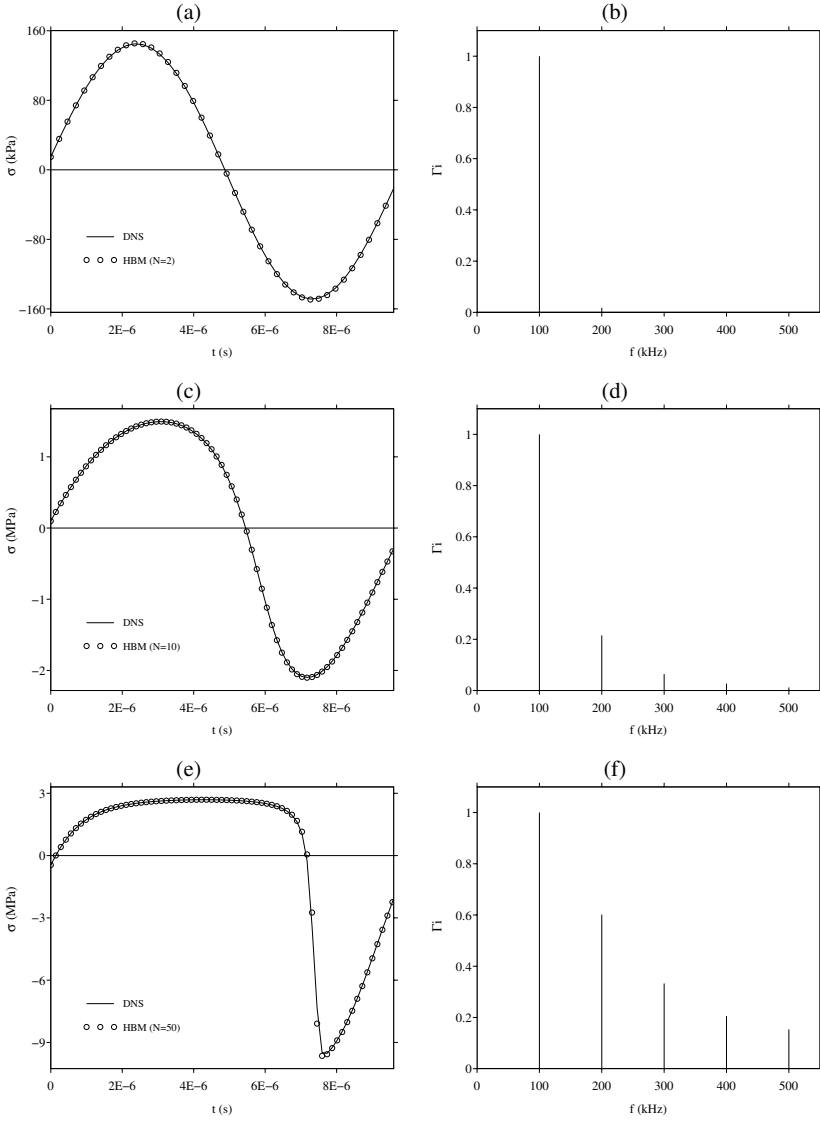 (a)
160
80
0
−80
−160
σ (kPa)
DNS
HBM (N=2)
0
2E−6
4E−6
6E−6
8E−6
t (s)
(b)
1
0.8
0.6
0.4
0.2
0
Γi
0
100
200
300
400
500
f (kHz)
(c)
1
0
−1
−2
σ (MPa)
DNS
HBM (N=10)
0
2E−6
4E−6
6E−6
8E−6
t (s)
(d)
1
0.8
0.6
0.4
0.2
0
Γi
0
100
200
300
400
500
f (kHz)
(e)
3
0
−3
−6
−9
σ (MPa)
DNS
HBM (N=50)
0
2E−6
4E−6
6E−6
8E−6
t (s)
(f)
1
0.8
0.6
0.4
0.2
0
Γi
0
100
200
300
400
500
f (kHz)